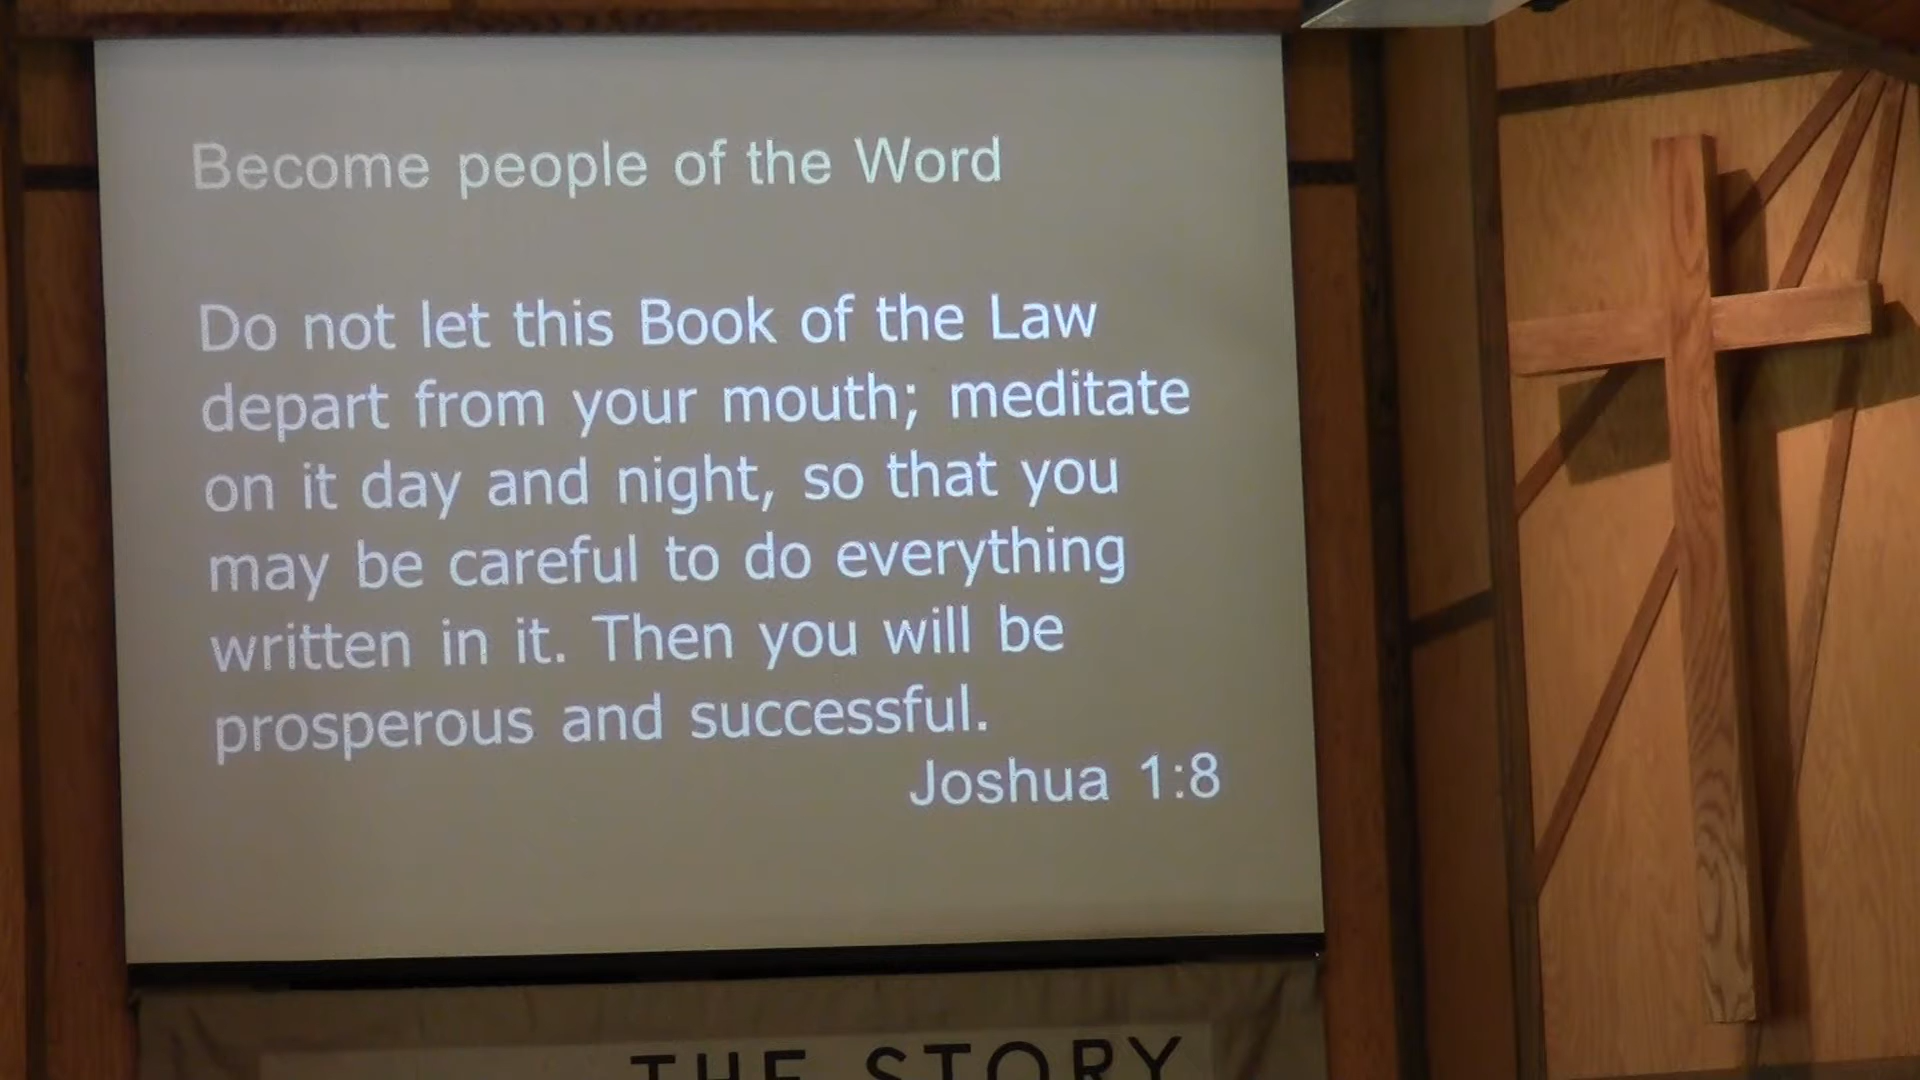 Become people of the Word
Do not let this Book of the Law
depart from your mouth; meditate
on it day and night, so that you
may be careful to do everything
written in it. Then you will be
prosperous and successful.
Joshua 1:8
THE STORY